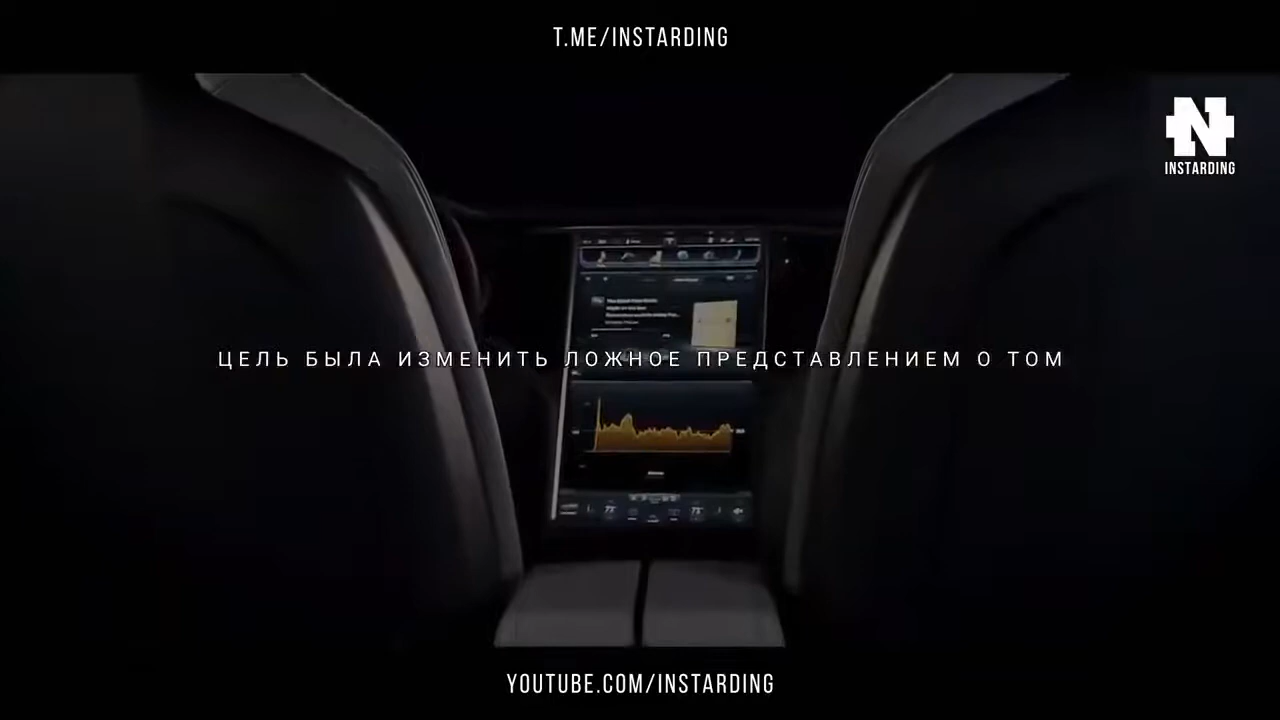 T.ME/INSTARDING
N
INSTARDING
ЦЕЛЬ БЫЛА ИЗМЕНИТЬ ЛОЖНОЕ ПРЕДСТАВЛЕНИЕМ О ТОМ
YOUTUBE.COM/INSTARDING